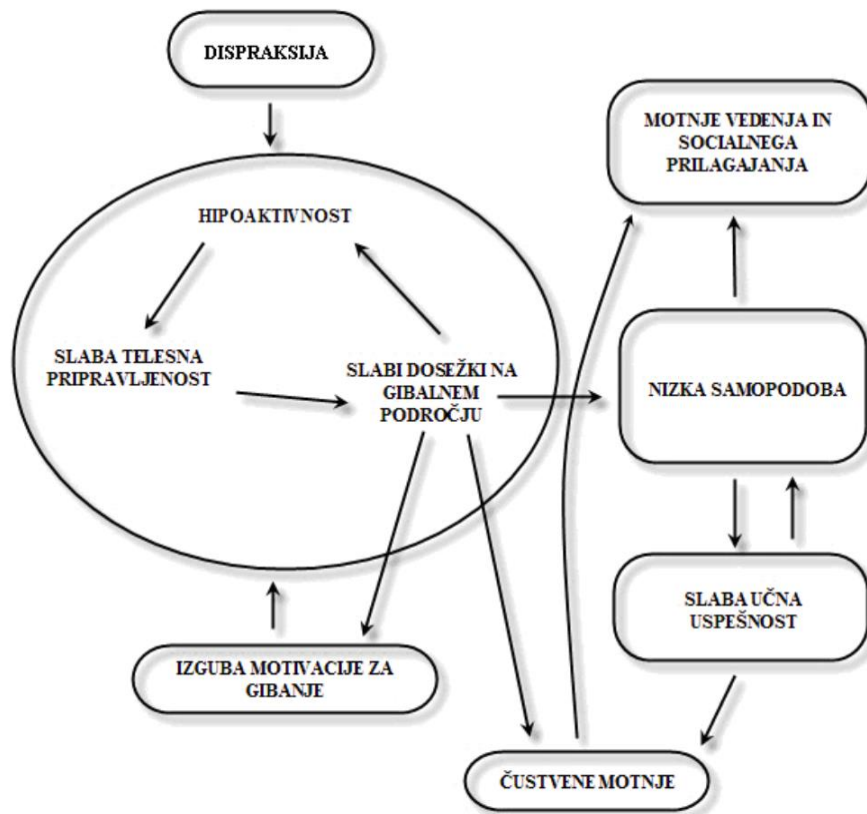 DISPRAKSIJA
MOTNJE VEDENJA IN
SOCIALNEGA
PRILAGAJANJA
HIPOAKTIVNOST
SLABA TELESNA
PRIPRAVLJENOST
SLABI DOSEŽKI NA
GIBALNEM
PODROČJU
NIZKA SAMOPODOBA
SLABA UČNA
USPEŠNOST
IZGUBA MOTIVACIJE ZA
GIBANJE
ČUSTVENE MOTNJE